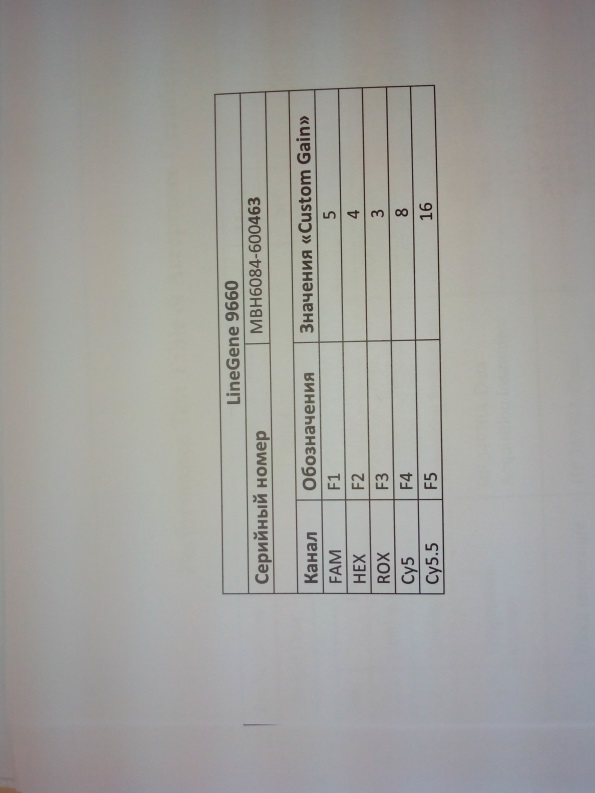 LineGene 9660
Серийный номер MBH6084-600463
Канал Обозначения Значения «Custom Gain»
FAM F1 5
HEX F2 4
ROX F3 3
Cy5 F4 8
Cy5.5 F5 16